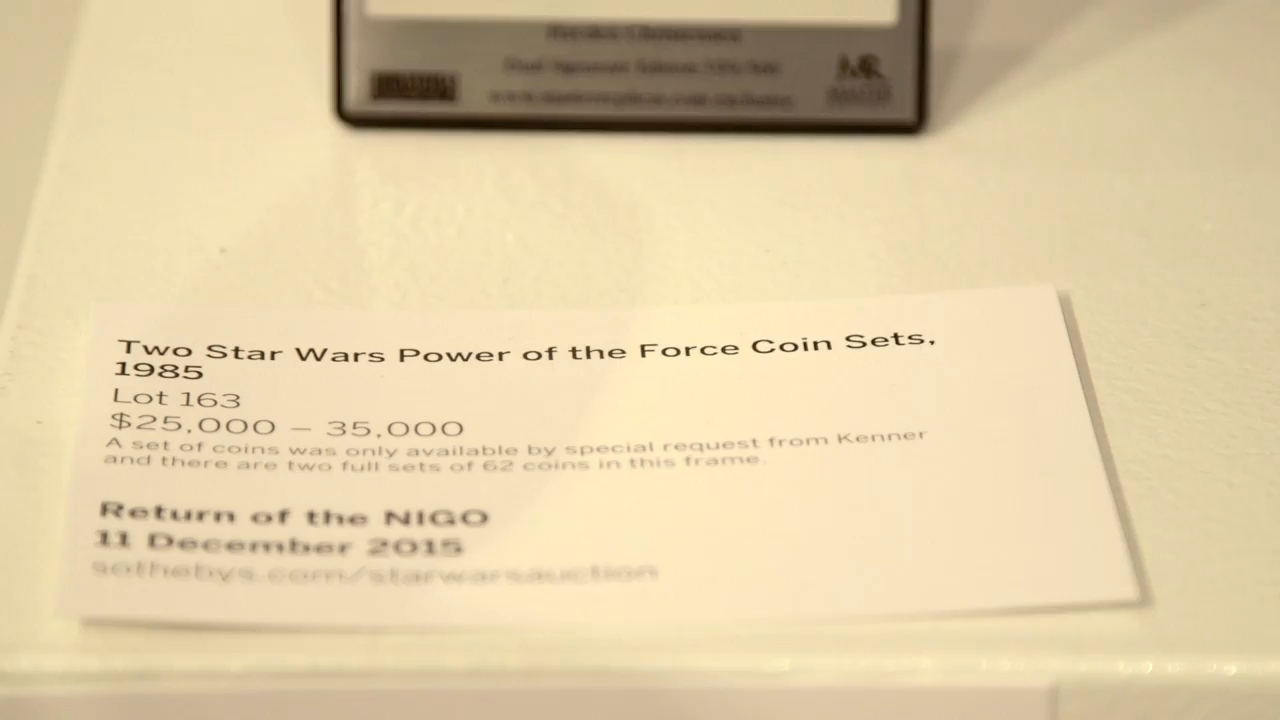 MR
Two Star Wars Power of the Force Coin Sets,
1985
Lot 163
$25,000 – 35,000
A set of coins was only available by special request from Kenner
and there are two full sets of 62 coins in this frame.
Return of the NIGO
11 December 2015
sothebys.com/starwarsauction